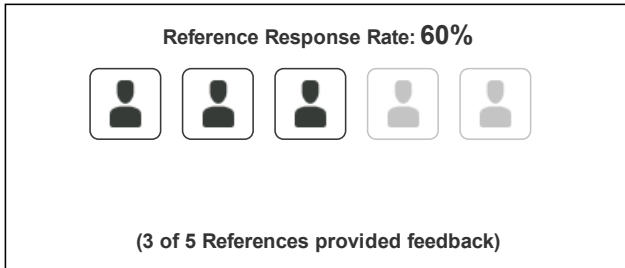 Reference Response Rate: 60%
(3 of 5 References provided feedback)